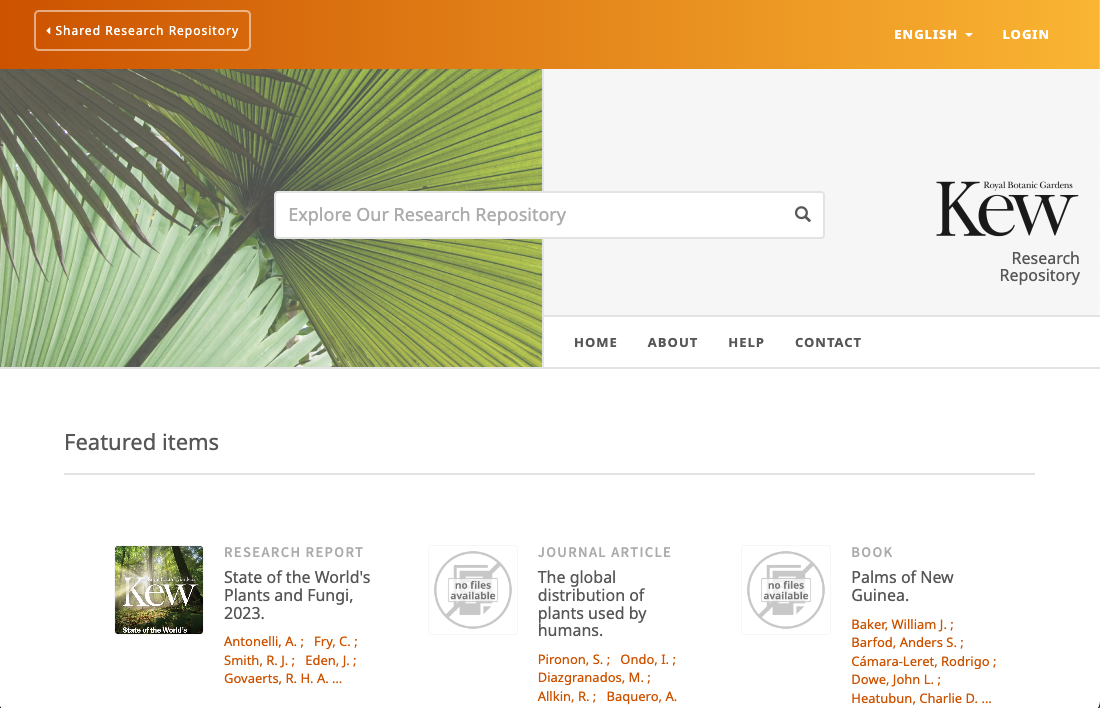 Shared Research Repository
ENGLISH
LOGIN
Explore Our Research Repository
Royal Botanic Gardens
Kew
Research
Repository
HOME ABOUT HELP CONTACT
Featured items
Kew
State of the World's
RESEARCH REPORT
State of the World's
Plants and Fungi,
2023.
Antonelli, A. ; Fry, C. ;
Smith, R. J. ; Eden, J. ;
Govaerts, R. H. A. ...
no files
available
JOURNAL ARTICLE
The global
distribution of
plants used by
humans.
Pironon, S. ; Ondo, I. ;
Diazgranados, M. ;
Allkin, R. ; Baquero, A.
no files
available
BOOK
Palms of New
Guinea.
Baker, William J. ;
Barfod, Anders S. ;
Cámara-Leret, Rodrigo ;
Dowe, John L. ;
Heatubun, Charlie D. ...